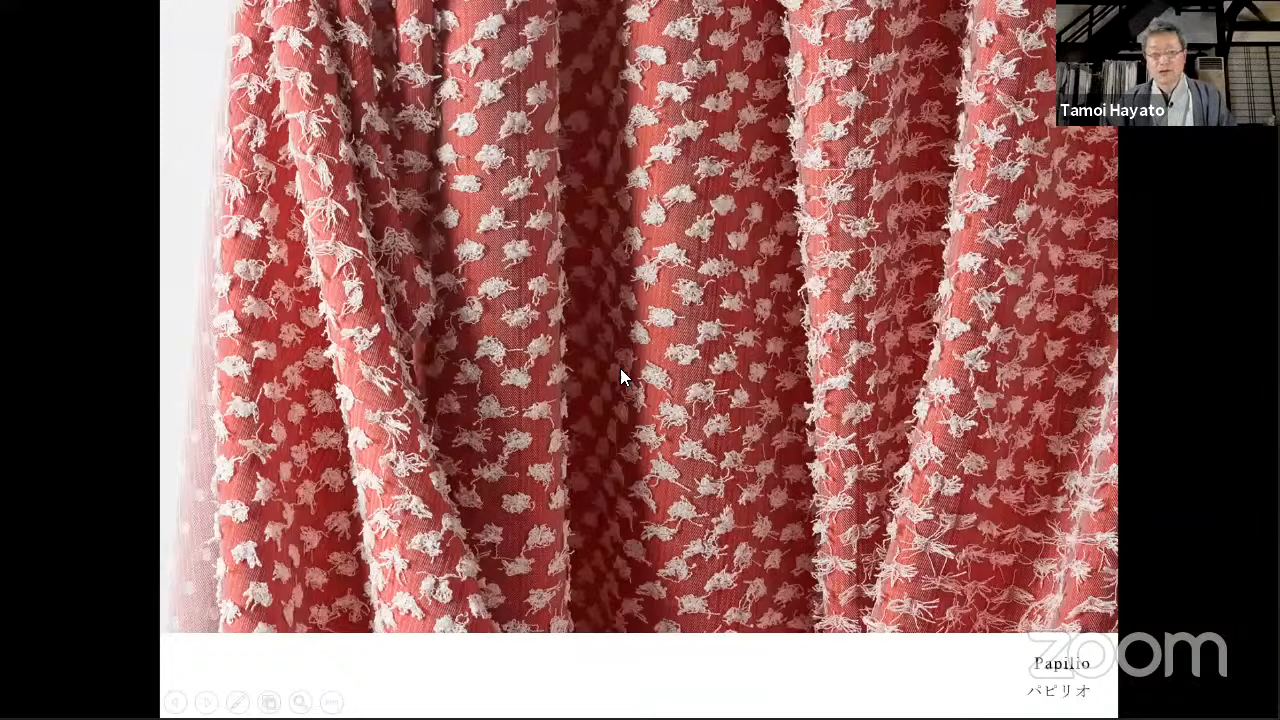 Tamoi Hayato
zoom
Papilio
パピリオ